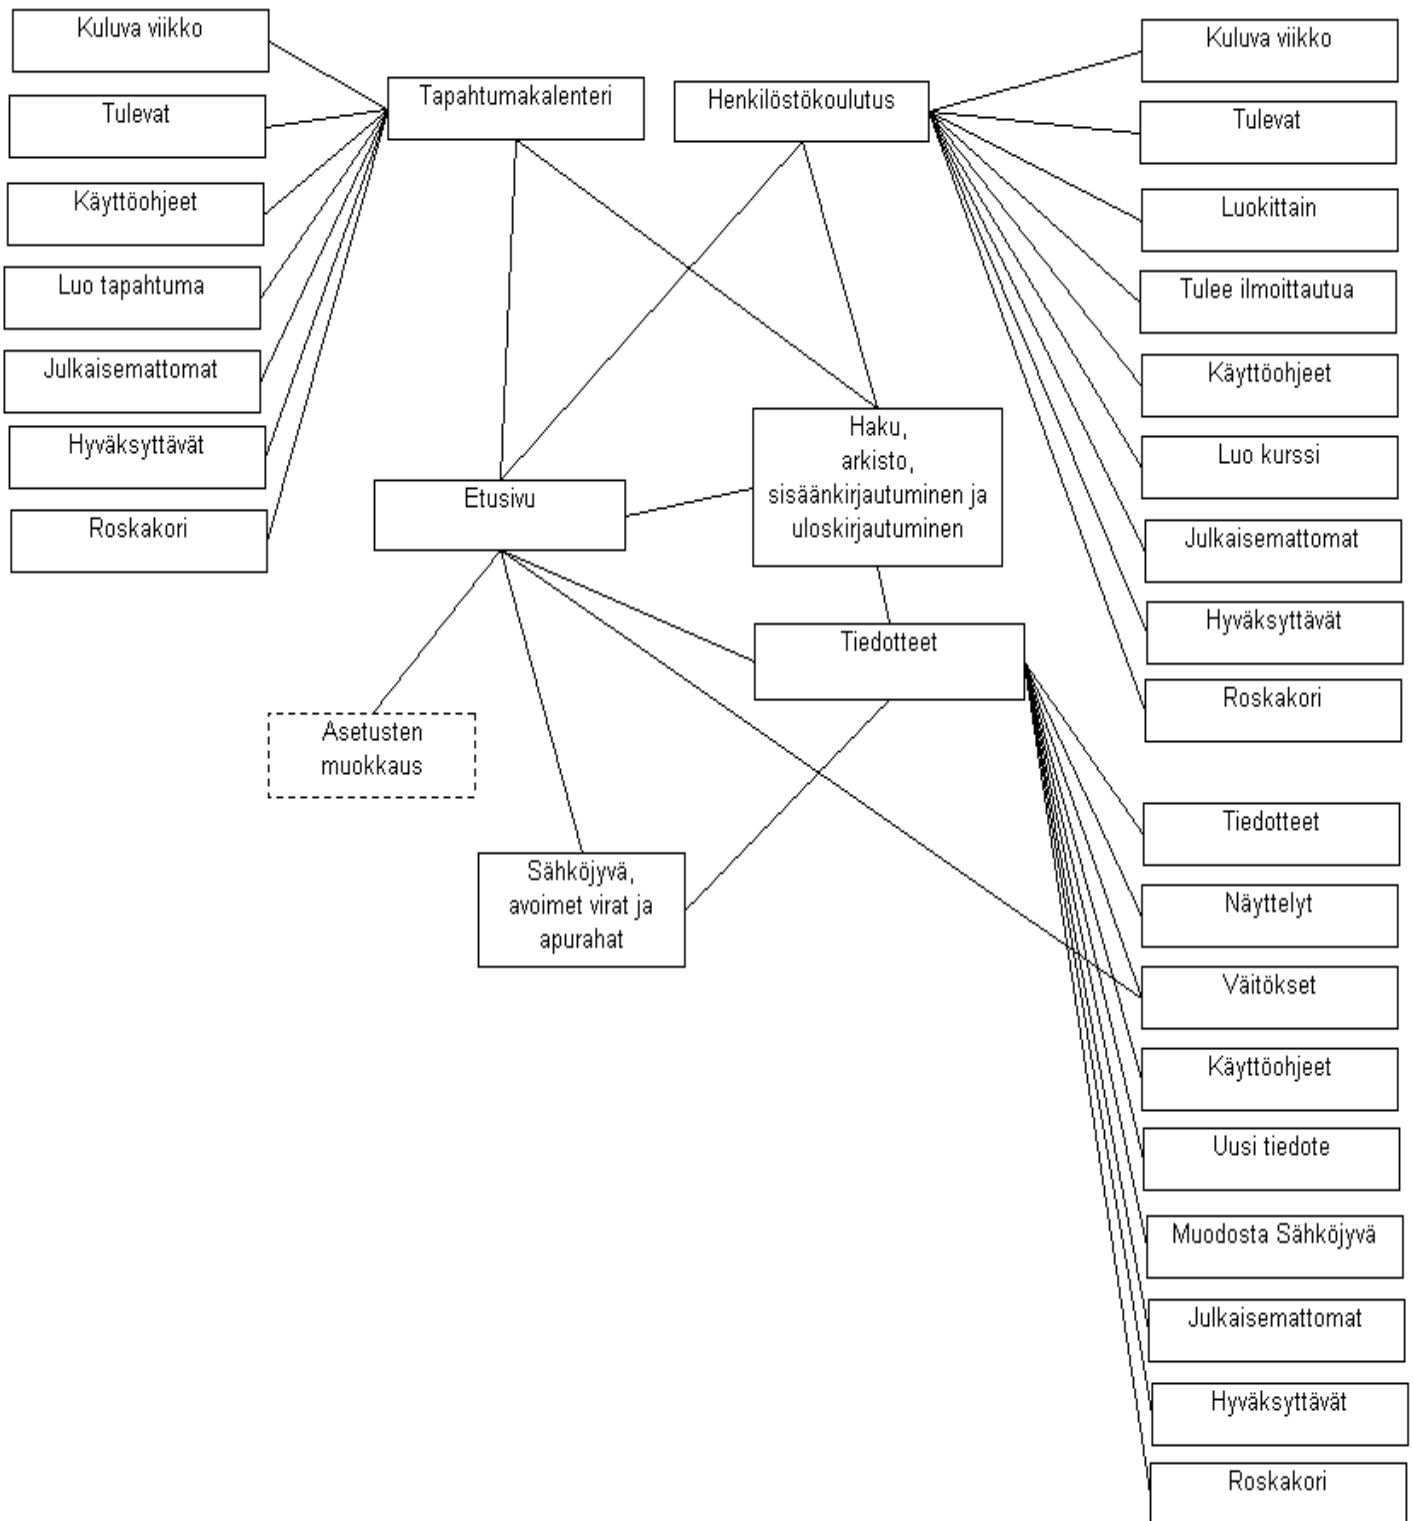 Kuluva viikko
Tulevat
Käyttöohjeet
Luo tapahtuma
Julkaisemattomat
Hyväksyttävät
Roskakori
Tapahtumakalenteri
Henkilöstökoulutus
Etusivu
Haku,
arkisto,
sisäänkirjautuminen ja
uloskirjautuminen
Tiedotteet
Asetusten
muokkaus
Sähköjyvä,
avoimet virat ja
apurahat
Kuluva viikko
Tulevat
Luokittain
Tulee ilmoittautua
Käyttöohjeet
Luo kurssi
Julkaisemattomat
Hyväksyttävät
Roskakori
Tiedotteet
Näyttelyt
Väitökset
Käyttöohjeet
Uusi tiedote
Muodosta Sähköjyvä
Julkaisemattomat
Hyväksyttävät
Roskakori